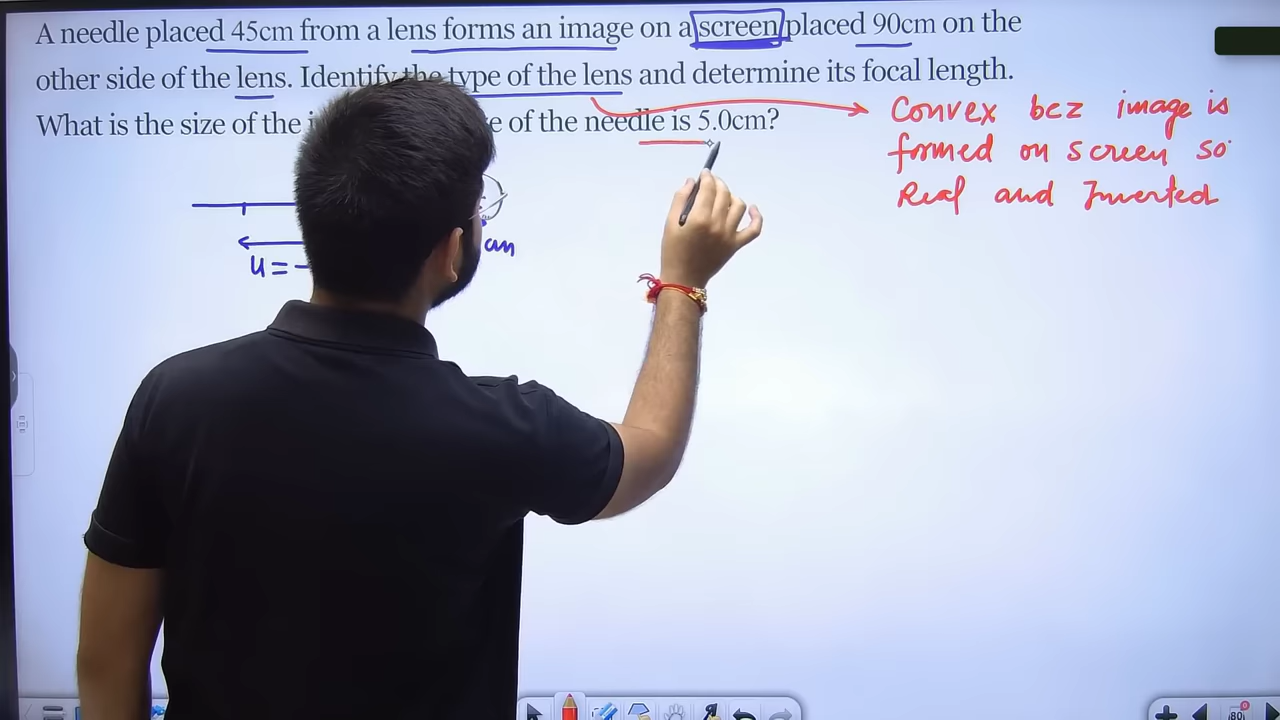 A needle placed 45cm from a lens forms an image on a screen placed 90cm on the
other side of the lens. Identify the type of the lens and determine its focal length.
What is the size of the of the needle is 5.0cm?
Convex bcz image is
formed on screen so
Real and Inverted
cm
u = -
80